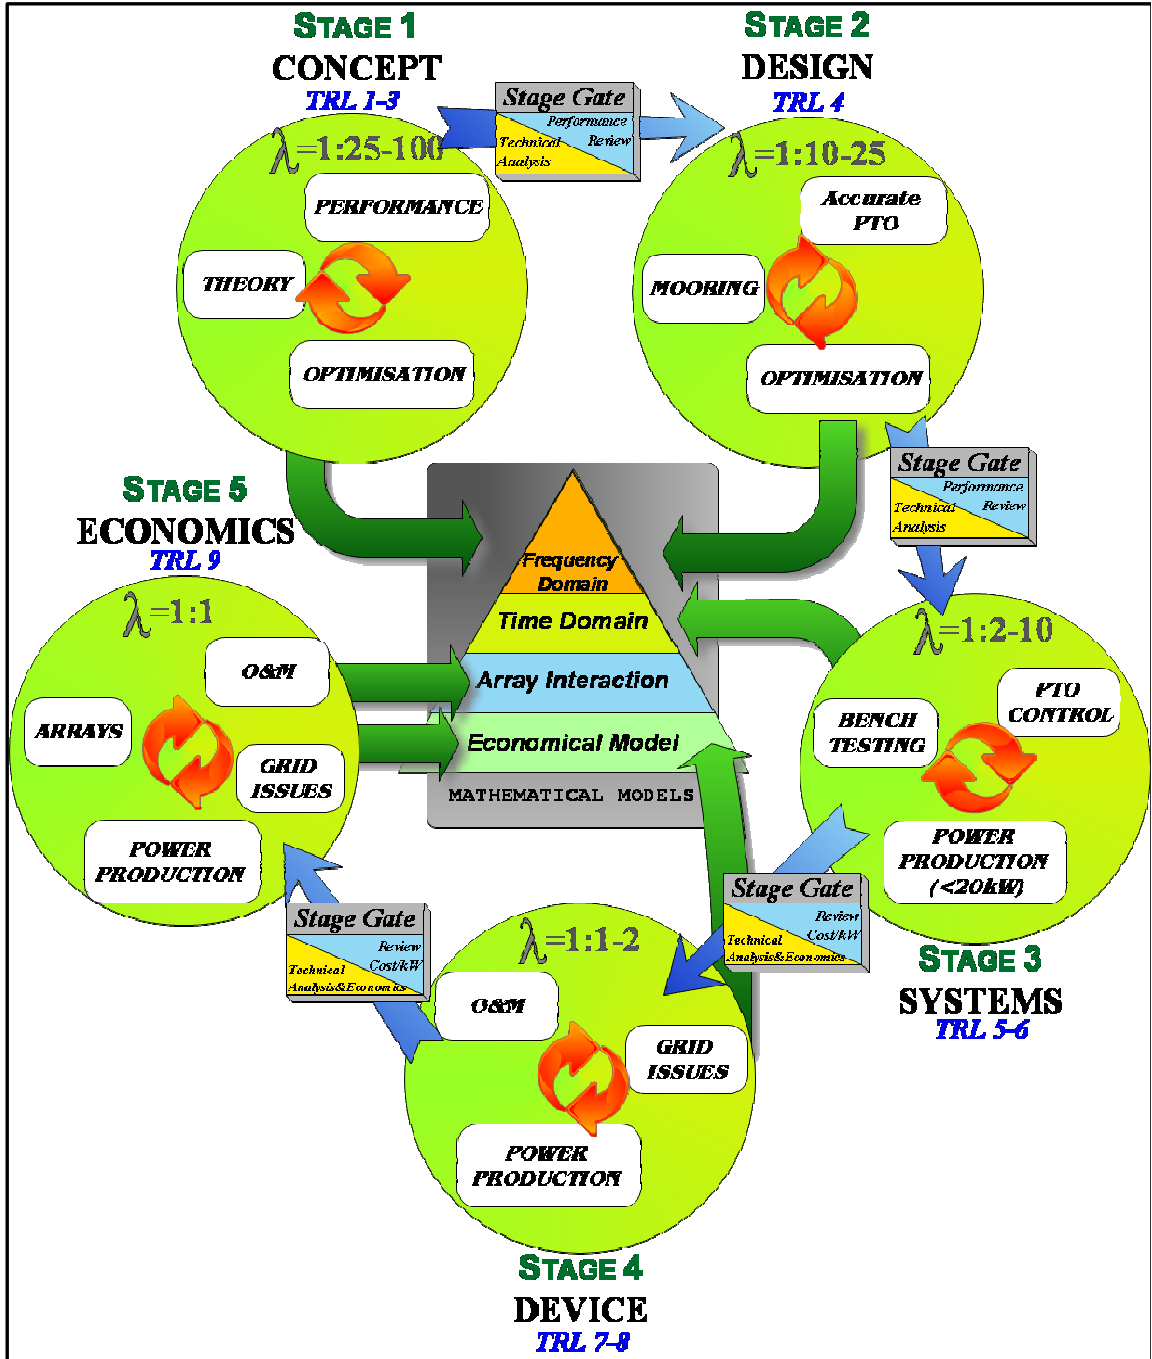 STAGE 1
CONCEPT
TRL 1-3
λ=1:25-100
PERFORMANCE
THEORY
OPTIMISATION
Stage Gate
Performance
Review
Technical
Analysis
STAGE 2
DESIGN
TRL 4
λ=1:10-25
Accurate
PTO
MOORING
OPTIMISATION
Stage Gate
Performance
Review
Technical
Analysis
STAGE 5
ECONOMICS
TRL 9
λ=1:1
O&M
ARRAYS
GRID
ISSUES
POWER
PRODUCTION
Frequency
Domain
Time Domain
Array Interaction
Economical Model
MATHEMATICAL MODELS
λ=1:2-10
PTO
CONTROL
BENCH
TESTING
POWER
PRODUCTION
(<20kW)
STAGE 3
SYSTEMS
TRL 5-6
Stage Gate
Review
Cost/kW
Technical
Analysis&Economics
Stage Gate
Review
Cost/kW
Technical
Analysis&Economics
λ=1:1-2
O&M
GRID
ISSUES
POWER
PRODUCTION
STAGE 4
DEVICE
TRL 7-8